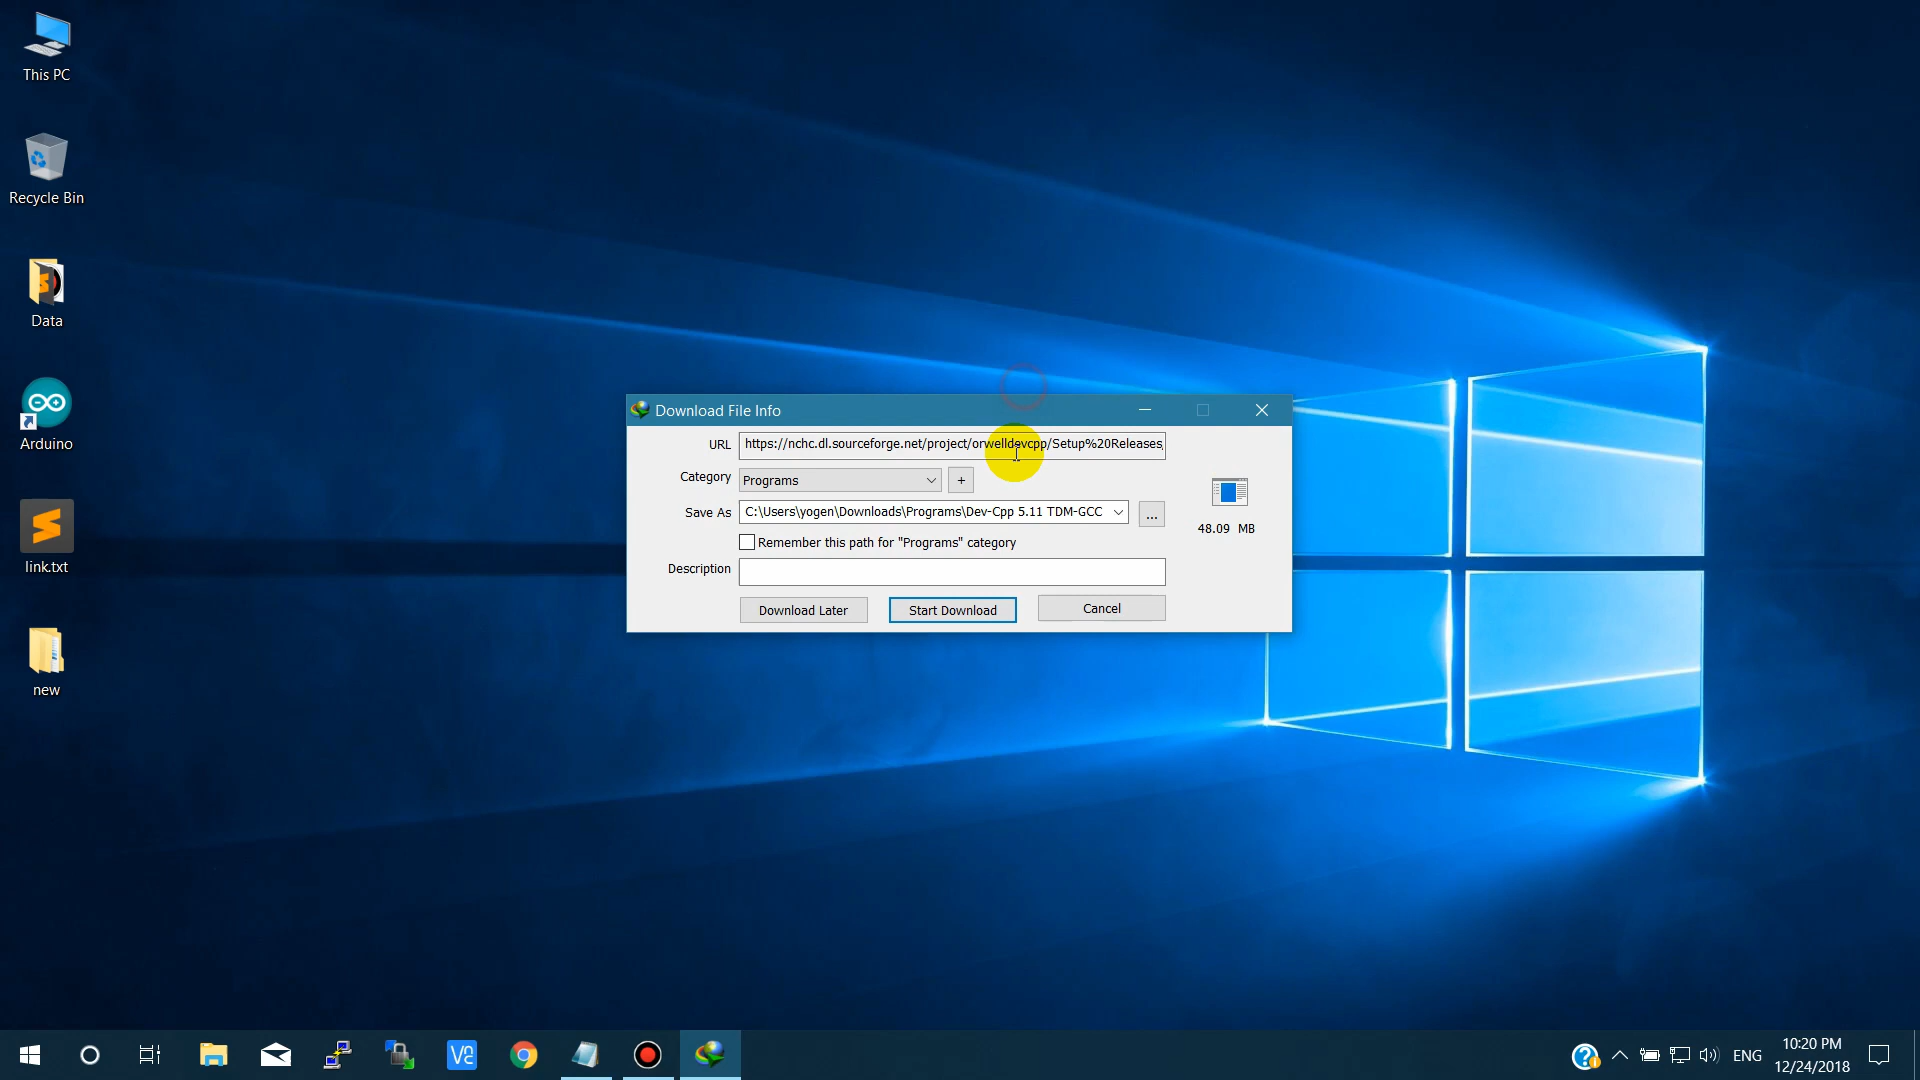 This PC
Recycle Bin
Data
Arduino
link.txt
new
Download File Info
URL
https://nchc.dl.sourceforge.net/project/orwelldevcpp/Setup%20Releases,
Category
Programs
+
Save As
C:\Users\yogen\Downloads\Programs\Dev-Cpp 5.11 TDM-GCC
...
48.09 MB
Remember this path for "Programs" category
Description
Download Later
Start Download
Cancel
ENG
10:20 PM
12/24/2018